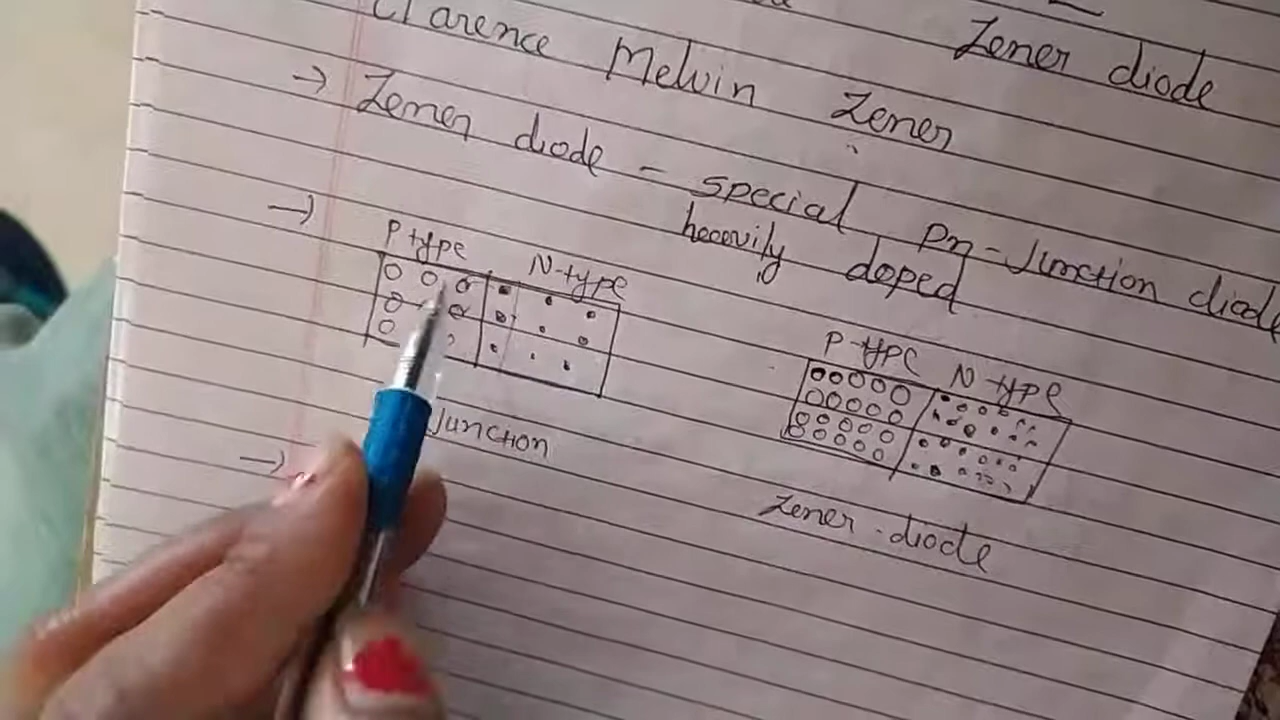 Zener diode
Clarence Melvin Zener
→ Zener diode - special Pn-Junction diode
heavily doped
→
P type N-type
P-type N-type
Junction
Zener-diode
→